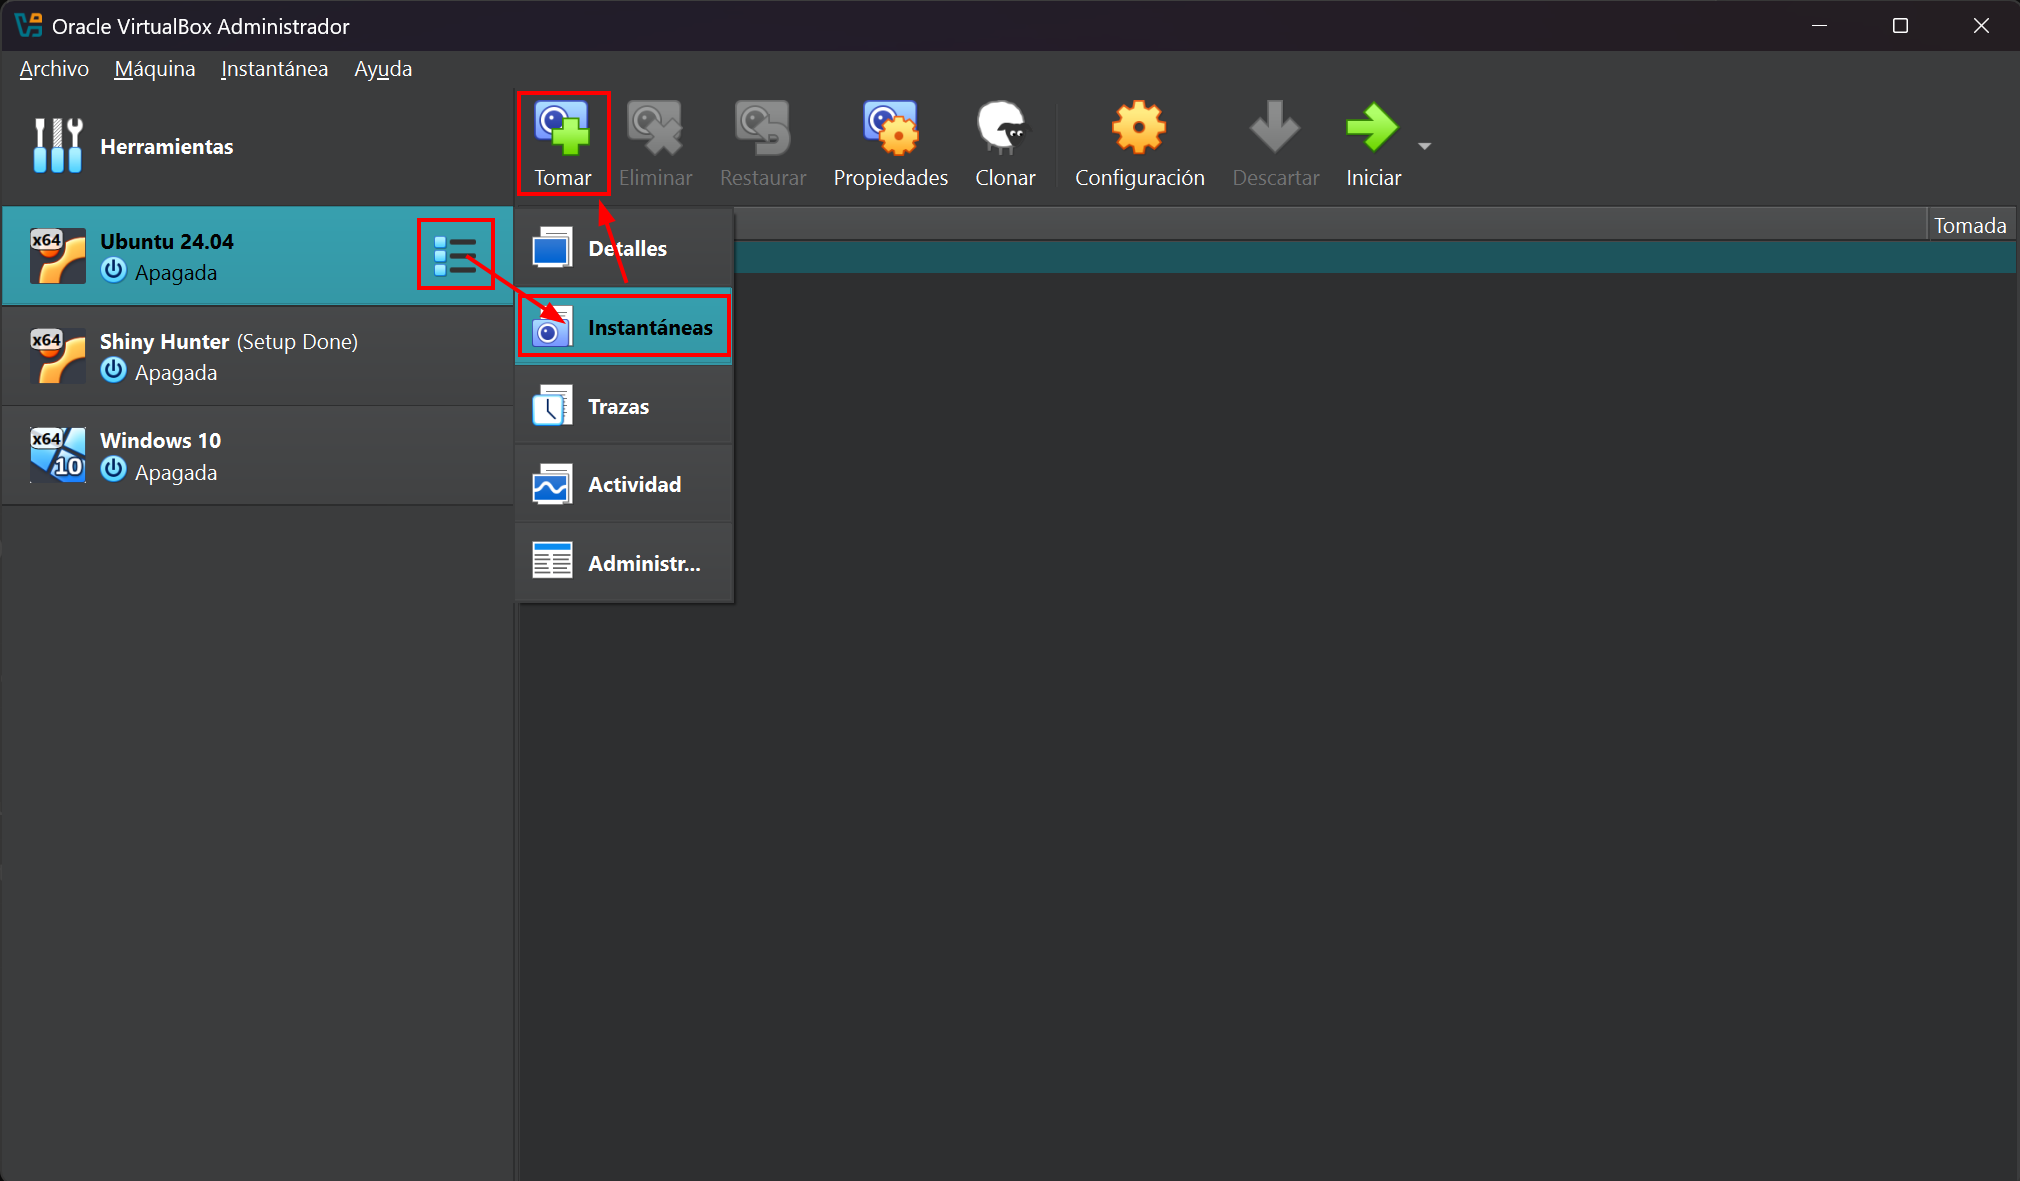 Oracle VirtualBox Administrador
Archivo Máquina Instantánea Ayuda
Herramientas
Tomar Eliminar Restaurar Propiedades Clonar Configuración Descartar Iniciar
x64 Ubuntu 24.04
Apagada
x64 Shiny Hunter (Setup Done)
Apagada
x64 10 Windows 10
Apagada
Detalles
Instantáneas
Trazas
Actividad
Administr...
Tomada